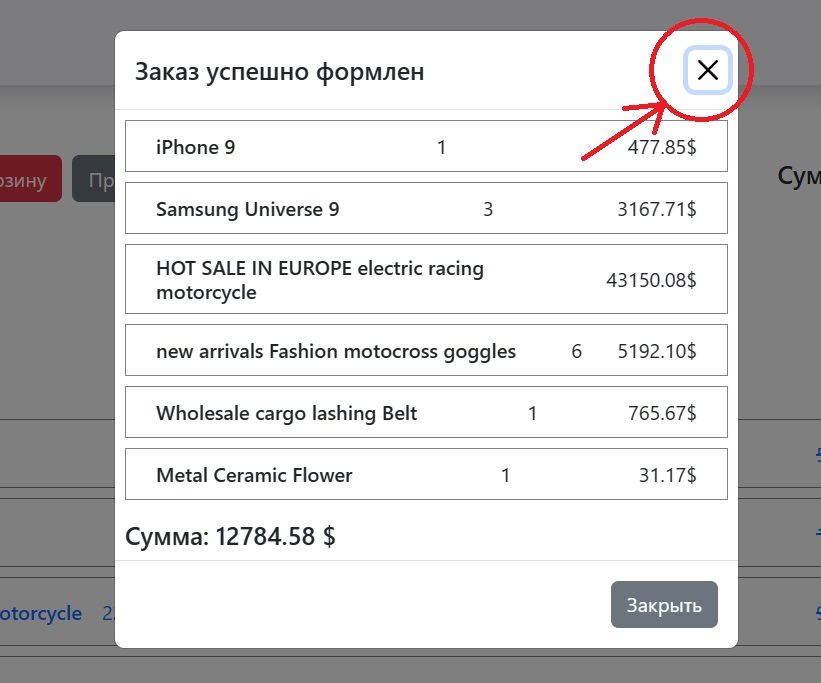 Заказ успешно формлен
iPhone 9 1 477.85$
рзину Пр Сум
Samsung Universe 9 3 3167.71$
HOT SALE IN EUROPE electric racing
motorcycle 43150.08$
new arrivals Fashion motocross goggles 6 5192.10$
Wholesale cargo lashing Belt 1 765.67$
Metal Ceramic Flower 1 31.17$
Сумма: 12784.58 $
otorcycle 2
Закрыть